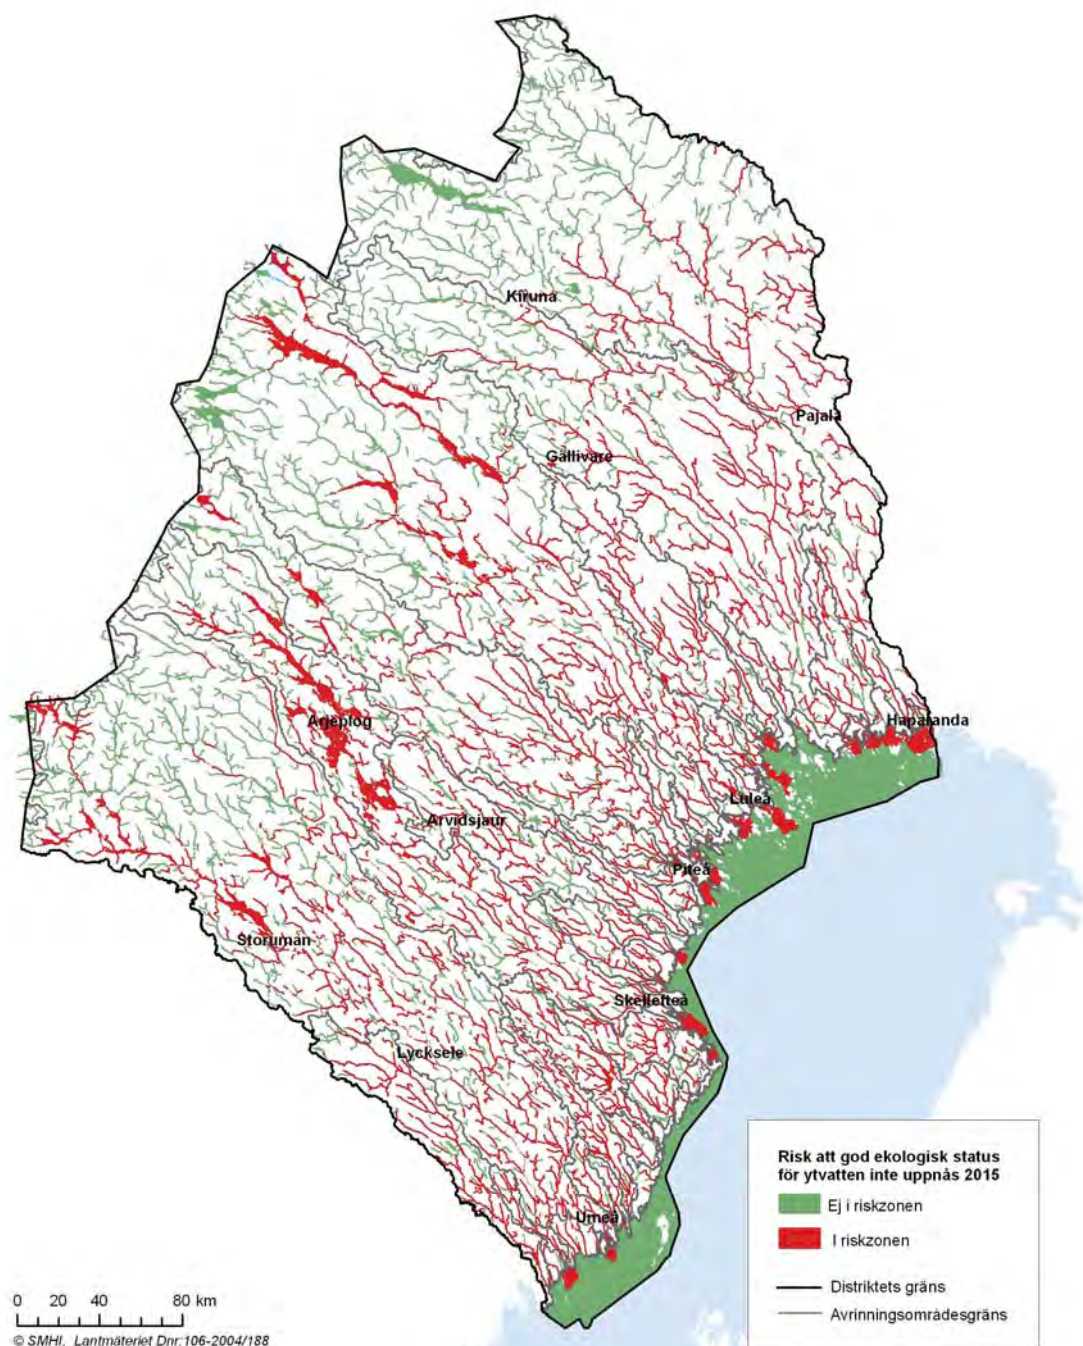 Kiruna
Pajala
Gällivare
Haparanda
Arjeplog
Luleå
Arvidsjaur
Piteå
Storuman
Skellefteå
Lycksele
Umeå
Risk att god ekologisk status
för ytvatten inte uppnås 2015
Ej i riskzonen
I riskzonen
Distriktets gräns
Avrinningsområdesgräns
0 20 40 80 km
© SMHI, Lantmäteriet Dnr:106-2004/188